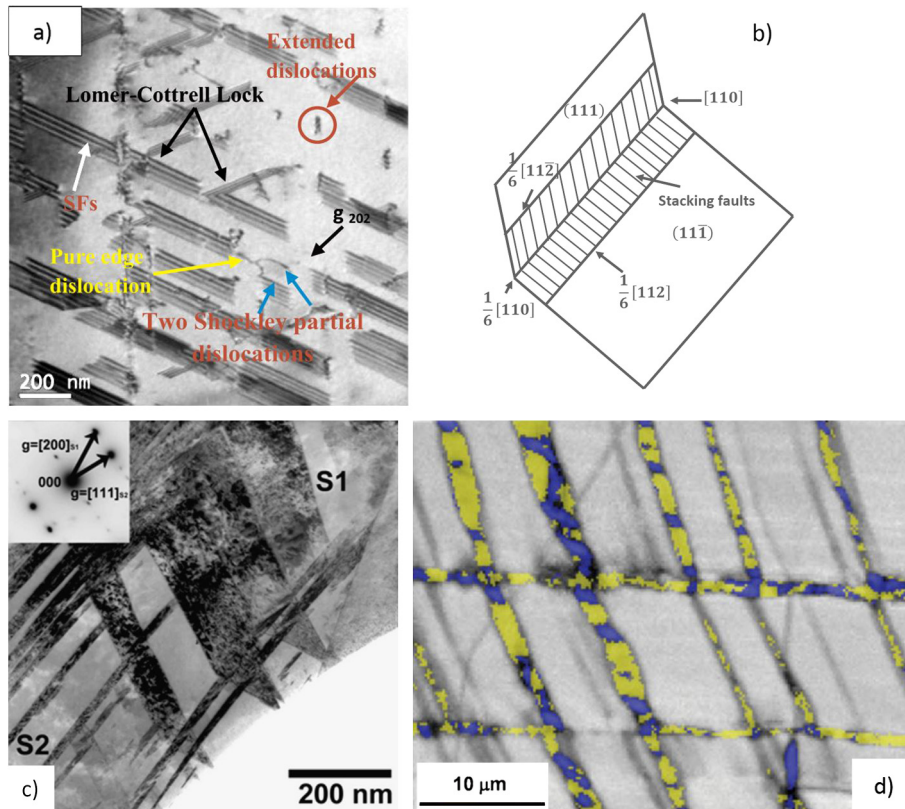 a)
Extended
dislocations
Lomer-Cottrell Lock
SFs
g 202
Pure edge
dislocation
Two Shockley partial
dislocations
200 nm
b)
[110]
(111)
1/6 [112̅]
Stacking faults
(111̅)
1/6 [112]
1/6 [110]
g=[200]S1
000
g=[111]S2
S1
S2
c)
200 nm
10 µm
d)